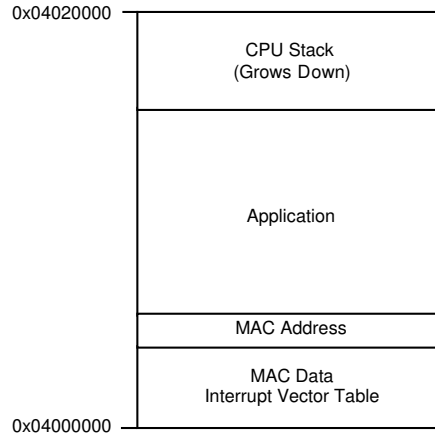 0x04020000
CPU Stack
(Grows Down)
Application
MAC Address
MAC Data
Interrupt Vector Table
0x04000000